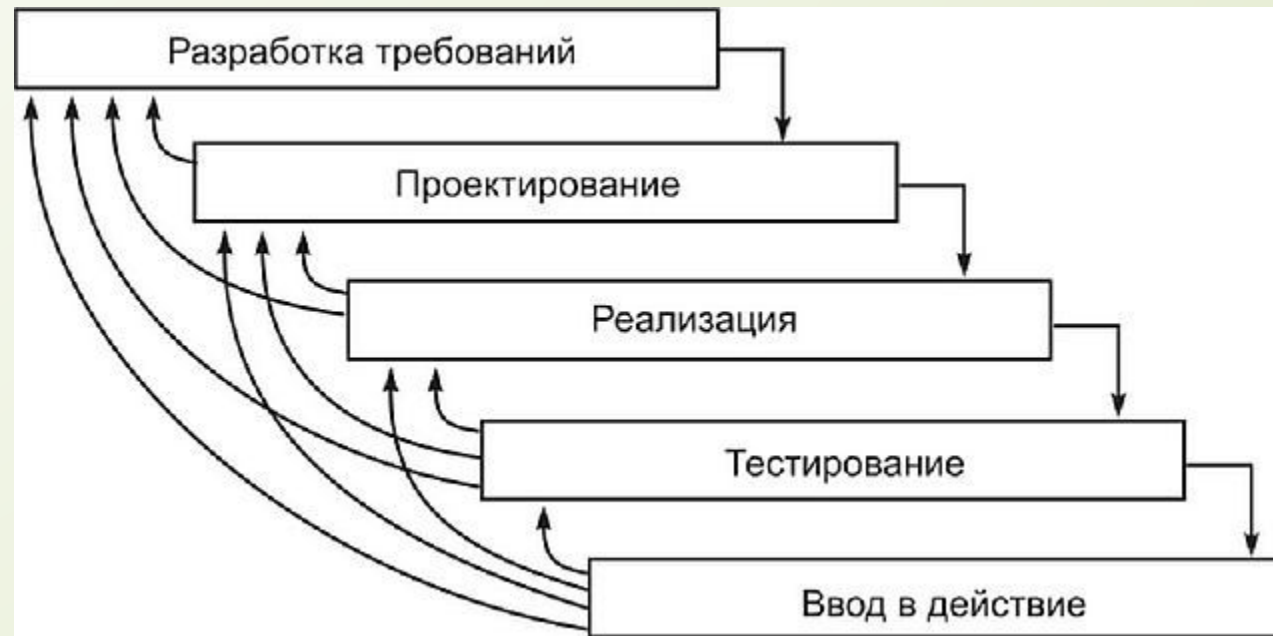 Разработка требований
Проектирование
Реализация
Тестирование
Ввод в действие